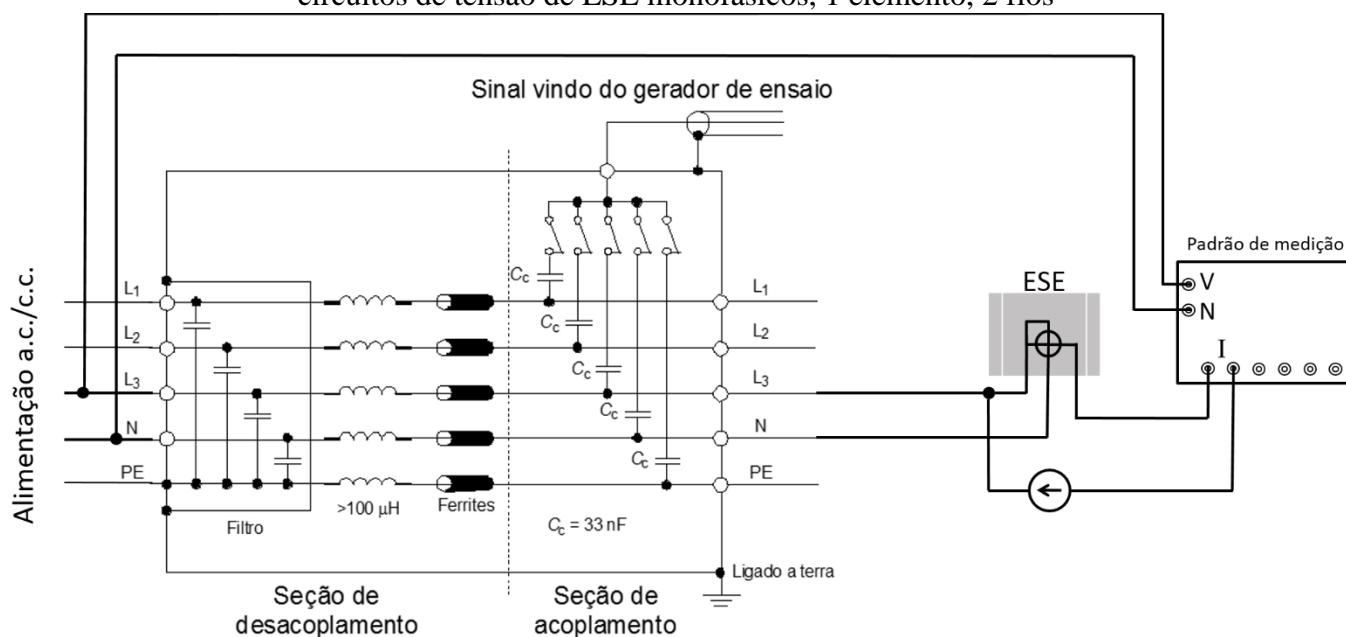 circuitos de tensão de ESE monofásicos, 1 elemento, 2 fios
Sinal vindo do gerador de ensaio
Padrão de medição
V
N
I
ESE
Alimentação a.c./c.c.
L1
L2
L3
N
PE
Cc
Cc
Cc
Cc
Cc
L1
L2
L3
N
PE
Filtro
>100 μH
Ferrites
Cc = 33 nF
Ligado a terra
Seção de
desacoplamento
Seção de
acoplamento